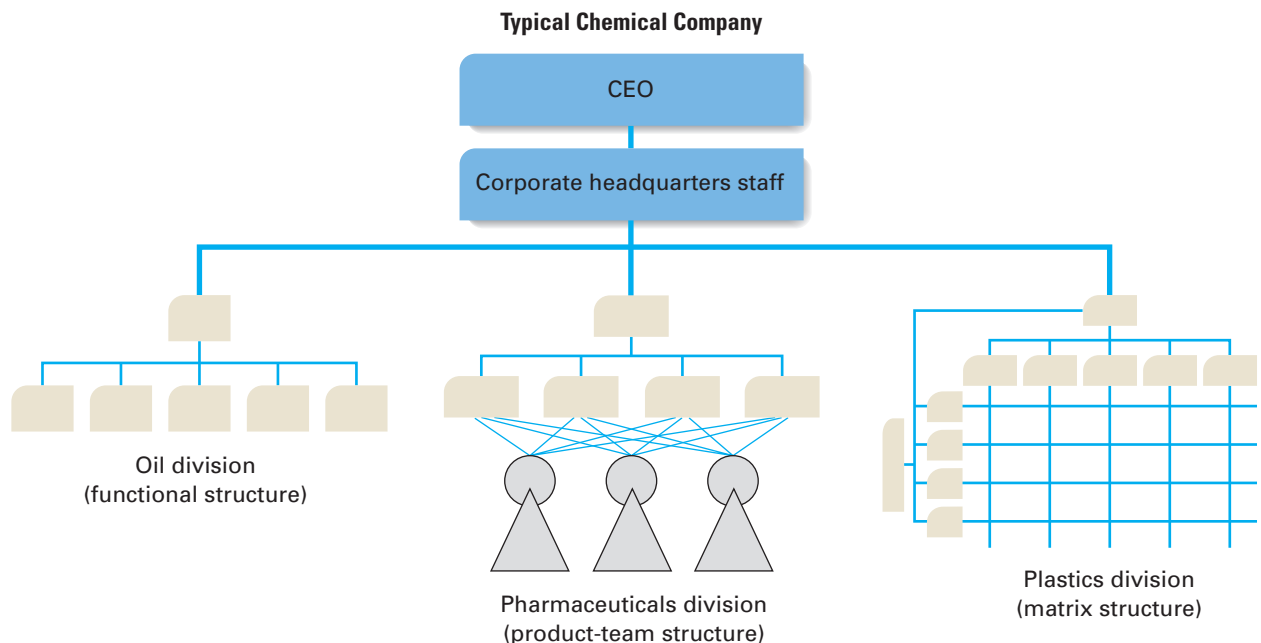 Typical Chemical Company
CEO
Corporate headquarters staff
Oil division
(functional structure)
Pharmaceuticals division
(product-team structure)
Plastics division
(matrix structure)